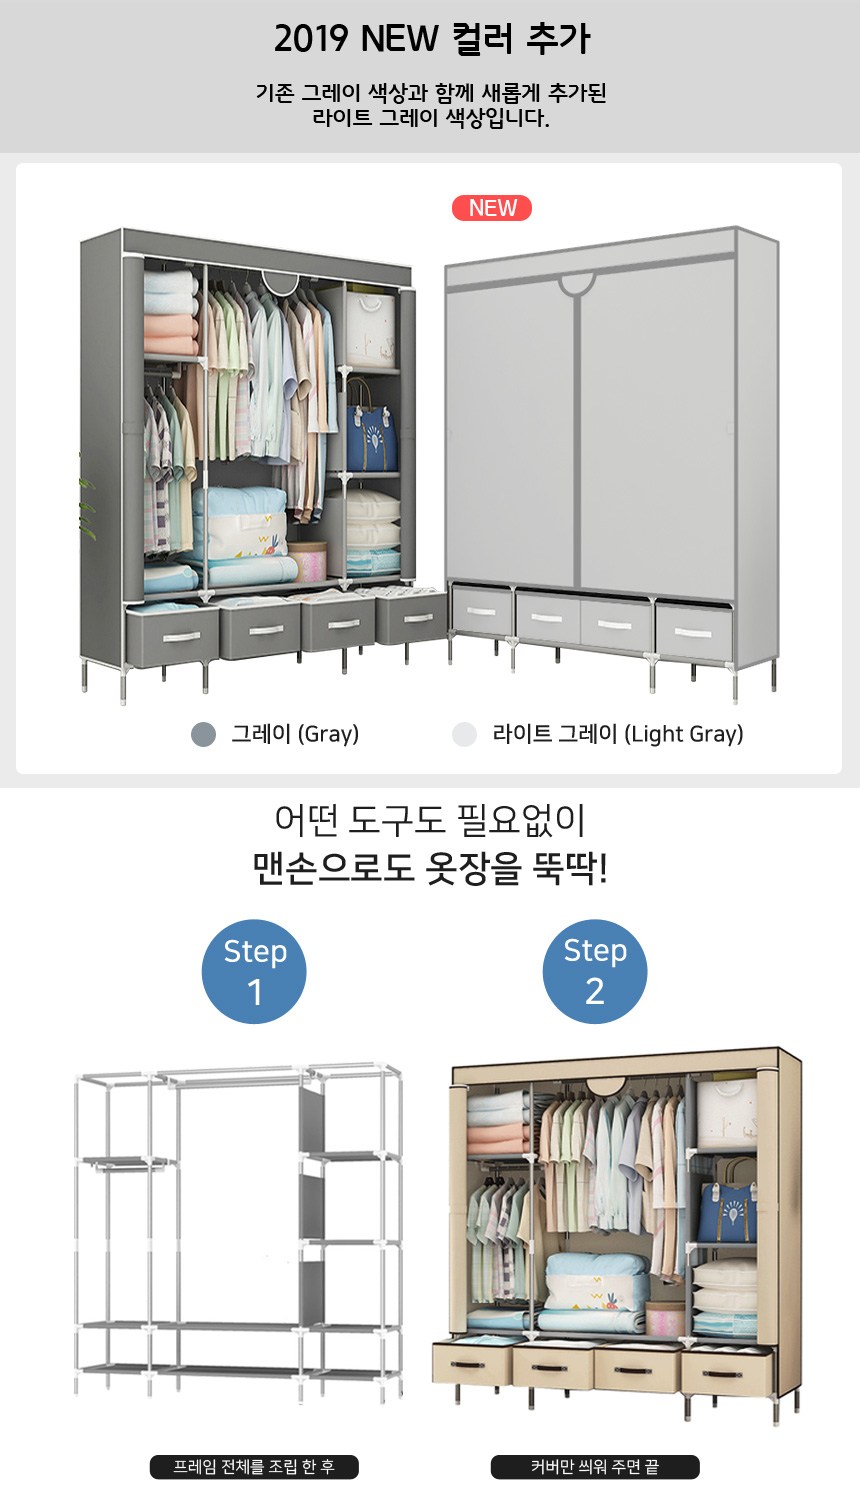 2019 NEW 컬러 추가
기존 그레이 색상과 함께 새롭게 추가된
라이트 그레이 색상입니다.
NEW
그레이 (Gray)
라이트 그레이 (Light Gray)
어떤 도구도 필요없이
맨손으로도 옷장을 뚝딱!
Step
1
Step
2
프레임 전체를 조립 한 후
커버만 씌워 주면 끝